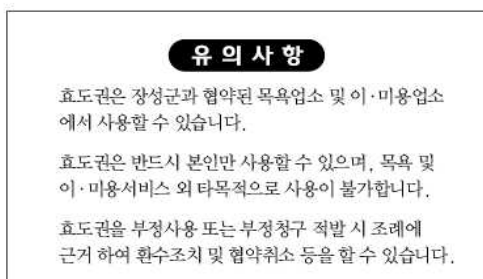 유의사항
효도권은 장성군과 협약된 목욕업소 및 이·미용업소
에서 사용할 수 있습니다.
효도권은 반드시 본인만 사용할 수 있으며, 목욕 및
이·미용서비스 외 타목적으로 사용이 불가합니다.
효도권을 부정사용 또는 부정청구 적발 시 조례에
근거 하여 환수조치 및 협약취소 등을 할 수 있습니다.